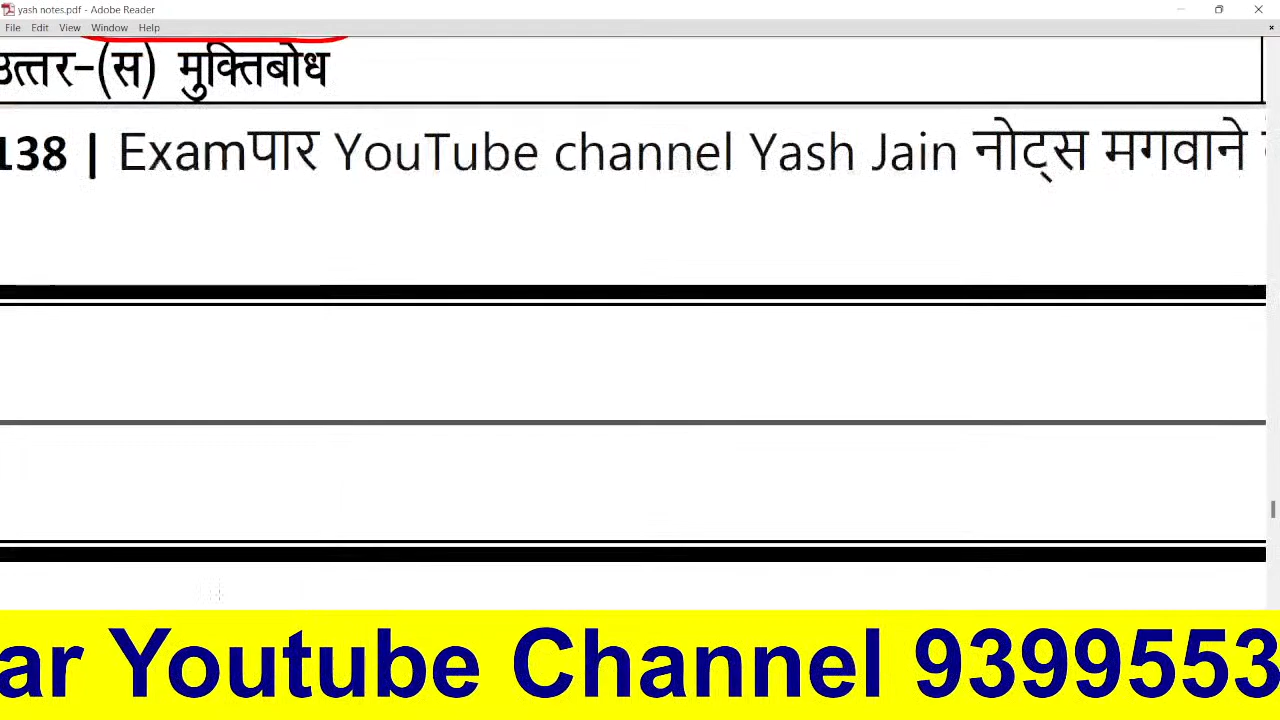 yash notes.pdf - Adobe Reader
File Edit View Window Help
उत्तर-(स) मुक्तिबोध
138 | Examपार YouTube channel Yash Jain नोट्स मगवाने
ar Youtube Channel 9399553